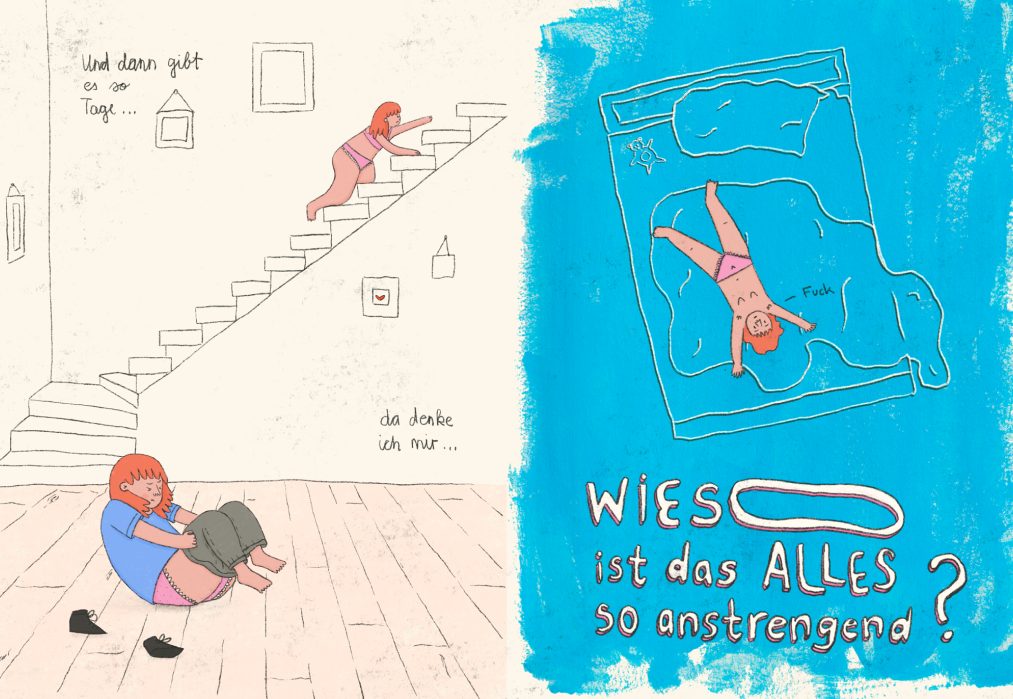 Und dann gibt
es so
Tage...
da denke
ich mir...
Fuck
WIESO
ist das ALLES
so anstrengend?